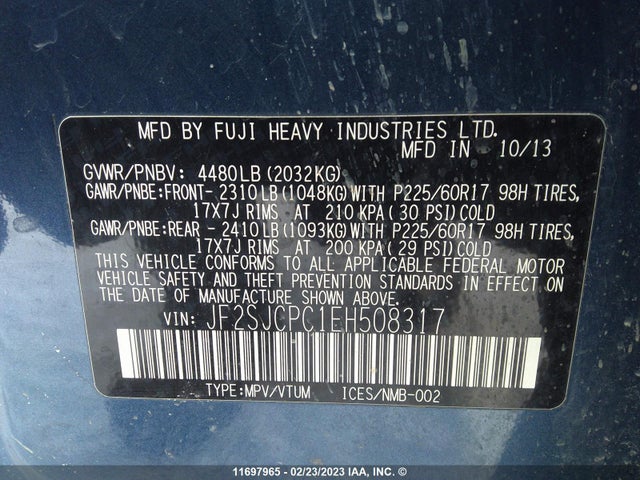 MFD BY FUJI HEAVY INDUSTRIES LTD.
MFD IN 10/13
GVWR/PNBV: 4480LB(2032KG)
GAWR/PNBE:FRONT- 2310LB(1048KG)WITH P225/60R17 98H TIRES,
17X7J RIMS AT 210 KPA(30 PSI)COLD
GAWR/PNBE:REAR - 2410LB(1093KG)WITH P225/60R17 98H TIRES,
17X7J RIMS AT 200 KPA(29 PSI)COLD
THIS VEHICLE CONFORMS TO ALL APPLICABLE FEDERAL MOTOR
VEHICLE SAFETY AND THEFT PREVENTION STANDARDS IN EFFECT ON
THE DATE OF MANUFACTURE SHOWN ABOVE.
VIN: JF2SJCPC1EH508317
TYPE:MPV/VTUM ICES/NMB-002
11697965 - 02/23/2023 IAA, INC. ©